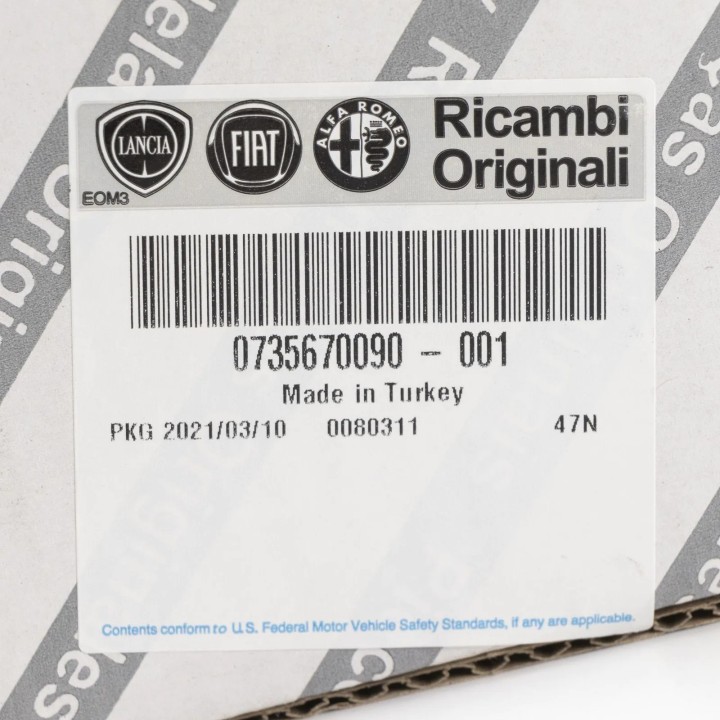 LANCIA
FIAT
ALFA ROMEO
Ricambi
Originali
EOM3
0735670090 - 001
Made in Turkey
PKG 2021/03/10 0080311 47N
Contents conform to U.S. Federal Motor Vehicle Safety Standards, if any are applicable.